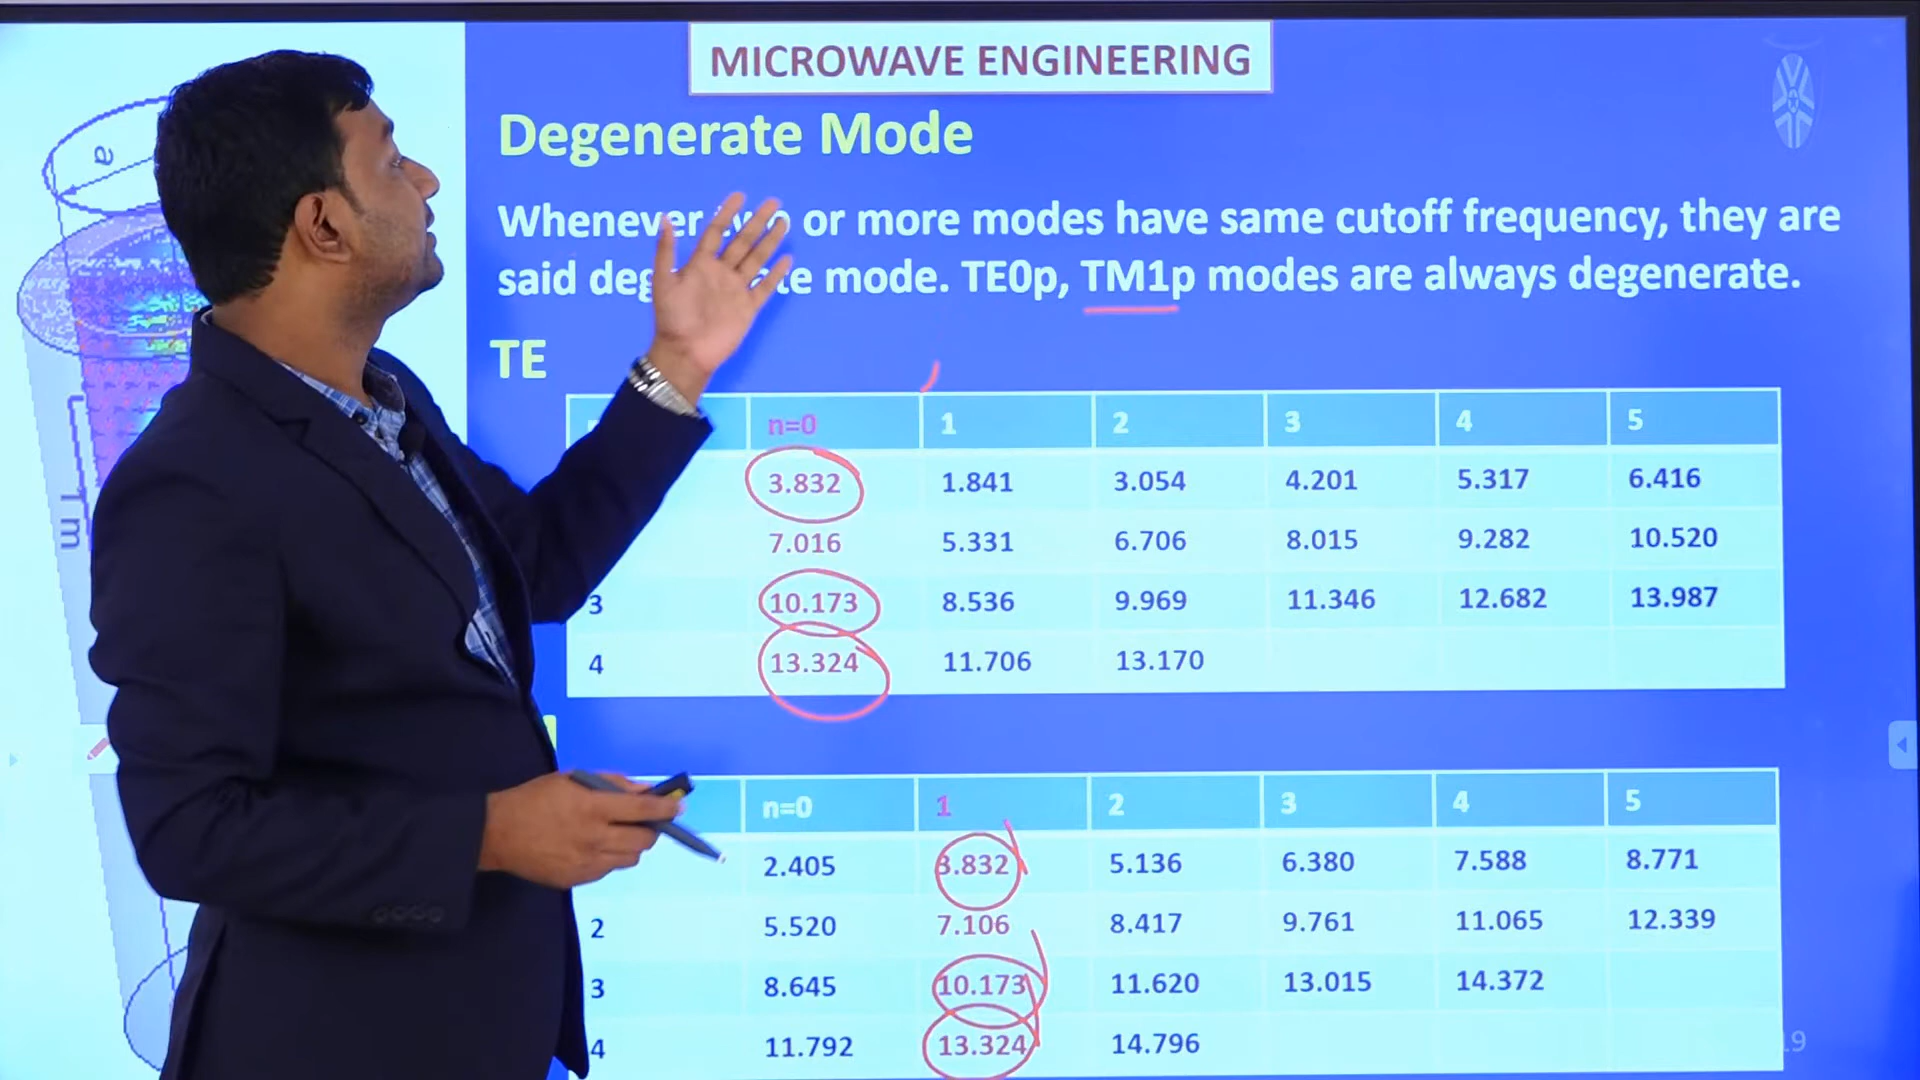 MICROWAVE ENGINEERING
Degenerate Mode
Whenever two or more modes have same cutoff frequency, they are
said mode. TE0p, TM1p modes are always degenerate.
a
TE
n=0 1 2 3 4 5
3.832 1.841 3.054 4.201 5.317 6.416
7.016 5.331 6.706 8.015 9.282 10.520
3 10.173 8.536 9.969 11.346 12.682 13.987
4 13.324 11.706 13.170
Tm
n=0 1 2 3 4 5
2.405 3.832 5.136 6.380 7.588 8.771
2 5.520 7.106 8.417 9.761 11.065 12.339
3 8.645 10.173 11.620 13.015 14.372
4 11.792 13.324 14.796
19